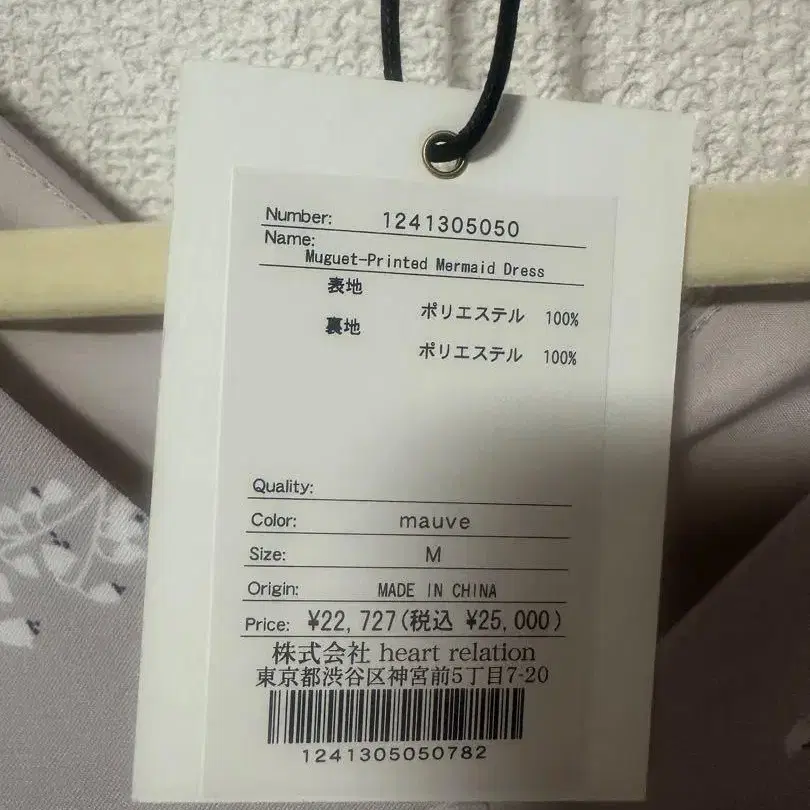 Number: 1241305050
Name:
Muguet-Printed Mermaid Dress
表地
ポリエステル 100%
裏地
ポリエステル 100%
Quality:
Color: mauve
Size: M
Origin: MADE IN CHINA
Price: ¥22,727(税込 ¥25,000)
株式会社 heart relation
東京都渋谷区神宮前5丁目7-20
1241305050782